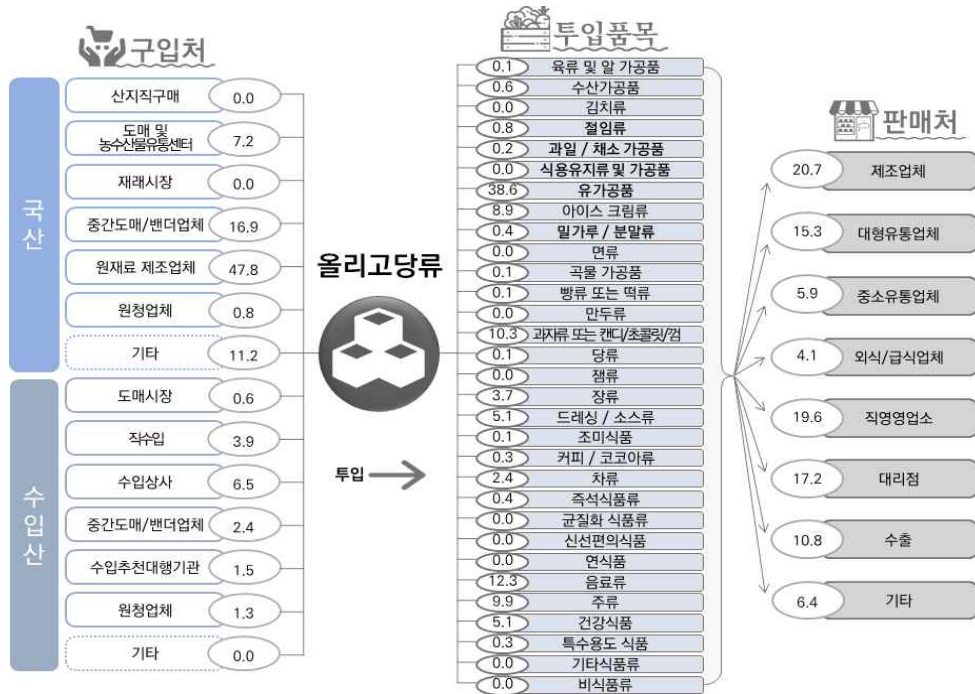 구입처
국산
산지직구매 0.0
도매 및
농수산물유통센터 7.2
재래시장 0.0
중간도매/밴더업체 16.9
원재료 제조업체 47.8
원청업체 0.8
기타 11.2
수입산
도매시장 0.6
직수입 3.9
수입상사 6.5
중간도매/밴더업체 2.4
수입추천대행기관 1.5
원청업체 1.3
기타 0.0
올리고당류
투입
투입품목
0.1 육류 및 알 가공품
0.6 수산가공품
0.0 김치류
0.8 절임류
0.2 과일 / 채소 가공품
0.0 식용유지류 및 가공품
38.6 유가공품
8.9 아이스 크림류
0.4 밀가루 / 분말류
0.0 면류
0.1 곡물 가공품
0.1 빵류 또는 떡류
0.0 만두류
10.3 과자류 또는 캔디/초콜릿/껌
0.1 당류
0.0 잼류
3.7 장류
5.1 드레싱 / 소스류
0.1 조미식품
0.3 커피 / 코코아류
2.4 차류
0.4 즉석식품류
0.0 균질화 식품류
0.0 신선편의식품
0.0 연식품
12.3 음료류
9.9 주류
5.1 건강식품
0.3 특수용도 식품
0.0 기타식품류
0.0 비식품류
판매처
20.7 제조업체
15.3 대형유통업체
5.9 중소유통업체
4.1 외식/급식업체
19.6 직영영업소
17.2 대리점
10.8 수출
6.4 기타